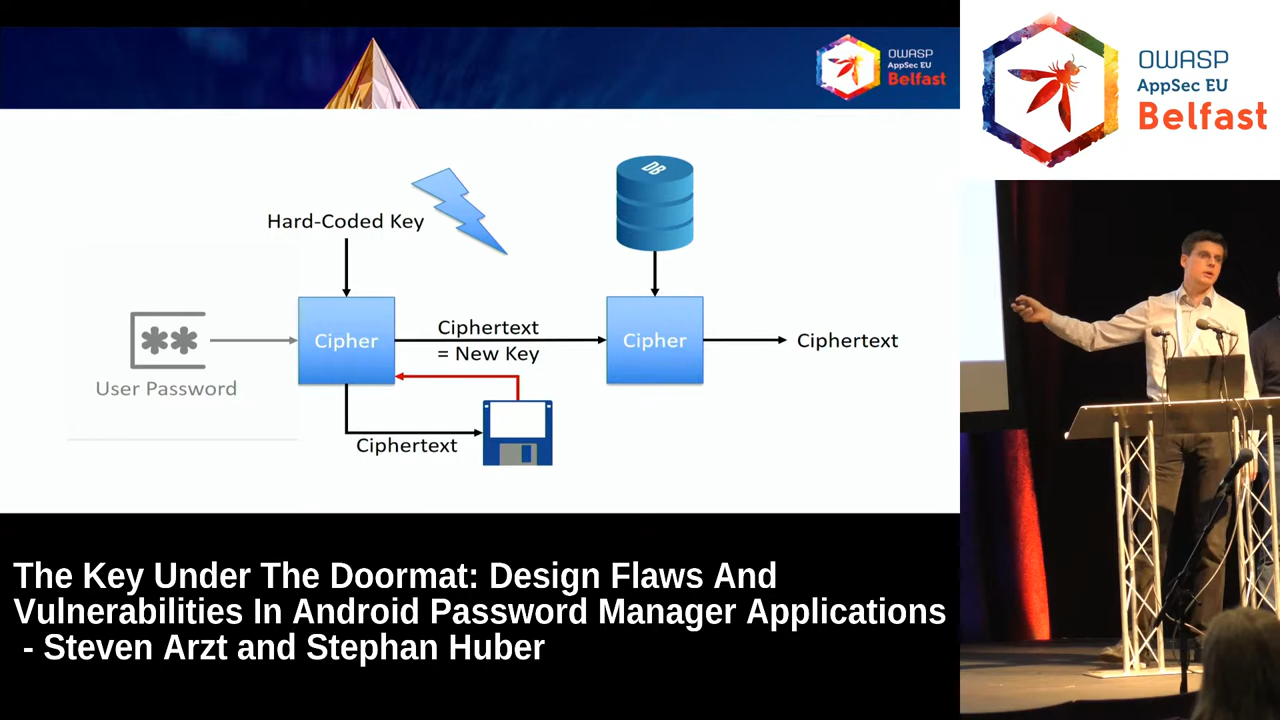 OWASP
AppSec EU
Belfast
OWASP
AppSec EU
Belfast
DB
Hard-Coded Key
**
User Password
Cipher
Ciphertext
= New Key
Cipher
Ciphertext
Ciphertext
The Key Under The Doormat: Design Flaws And
Vulnerabilities In Android Password Manager Applications
- Steven Arzt and Stephan Huber